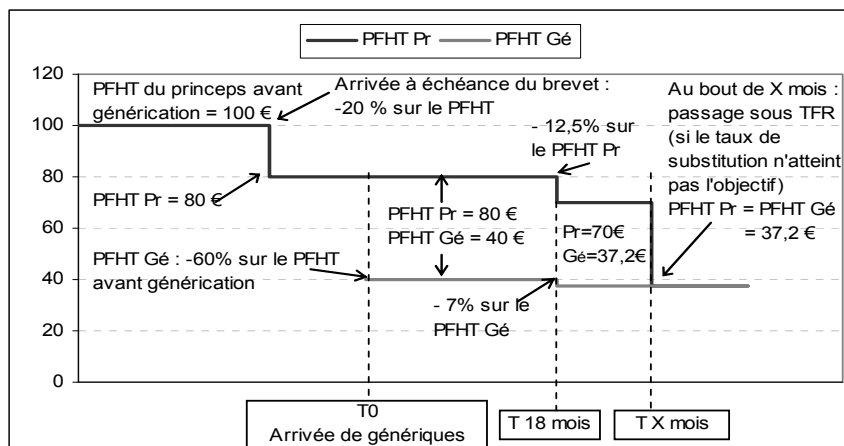 PFHT Pr
PFHT Gé
120
100
80
60
40
20
0
PFHT du princeps avant
générication = 100 €
Arrivée à échéance du brevet :
-20 % sur le PFHT
Au bout de X mois :
passage sous TFR
(si le taux de
substitution n'atteint
pas l'objectif)
PFHT Pr = PFHT Gé
= 37,2 €
- 12,5% sur
le PFHT Pr
PFHT Pr = 80 €
PFHT Pr = 80 €
PFHT Gé = 40 €
Pr=70€
Gé=37,2€
PFHT Gé : -60% sur le PFHT
avant générication
- 7% sur le
PFHT Gé
T0
Arrivée de génériques
T 18 mois
T X mois